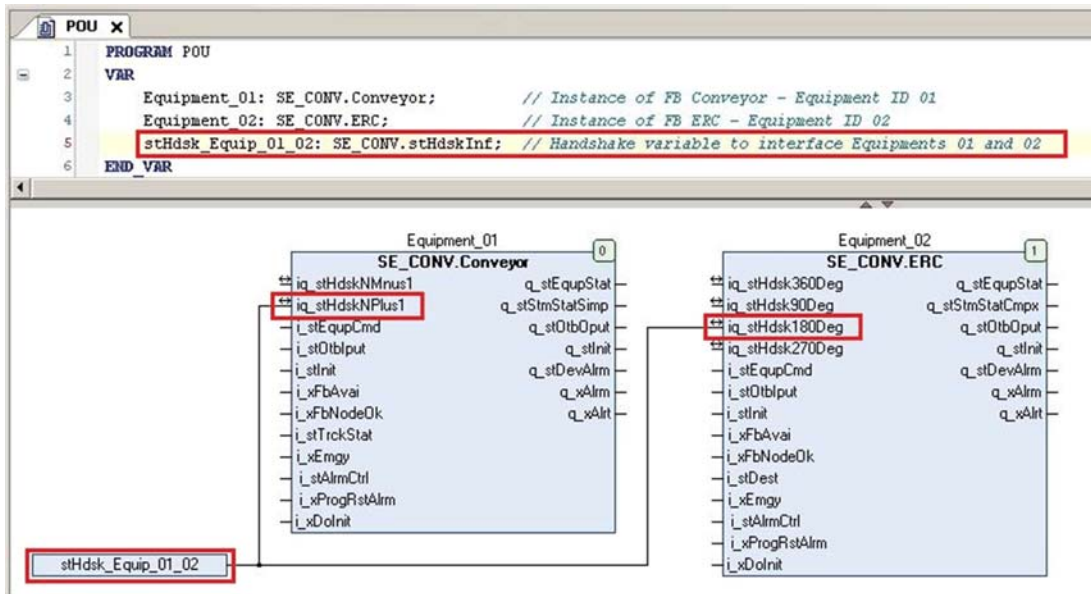 POU X
1 PROGRAM POU
2 VAR
3 Equipment_01: SE_CONV.Conveyor; // Instance of FB Conveyor - Equipment ID 01
4 Equipment_02: SE_CONV.ERC; // Instance of FB ERC - Equipment ID 02
5 stHdsk_Equip_01_02: SE_CONV.stHdskInf; // Handshake variable to interface Equipments 01 and 02
6 END_VAR
Equipment_01
0
SE_CONV.Conveyor
iq_stHdskNMnus1 q_stEqupStat
iq_stHdskNPlus1 q_stStmStatSimp
i_stEqupCmd q_stOtbOput
i_stOtbIput q_stInit
i_stInit q_stDevAlrm
i_xFbAvai q_xAlrm
i_xFbNodeOk q_xAlrt
i_stTrckStat
i_xEmgy
i_stAlrmCtrl
i_xProgRstAlrm
i_xDoInit
Equipment_02
1
SE_CONV.ERC
iq_stHdsk360Deg q_stEqupStat
iq_stHdsk90Deg q_stStmStatCmpx
iq_stHdsk180Deg q_stOtbOput
iq_stHdsk270Deg q_stInit
i_stEqupCmd q_stDevAlrm
i_stOtbIput q_xAlrm
i_stInit q_xAlrt
i_xFbAvai
i_xFbNodeOk
i_stDest
i_xEmgy
i_stAlrmCtrl
i_xProgRstAlrm
i_xDoInit
stHdsk_Equip_01_02